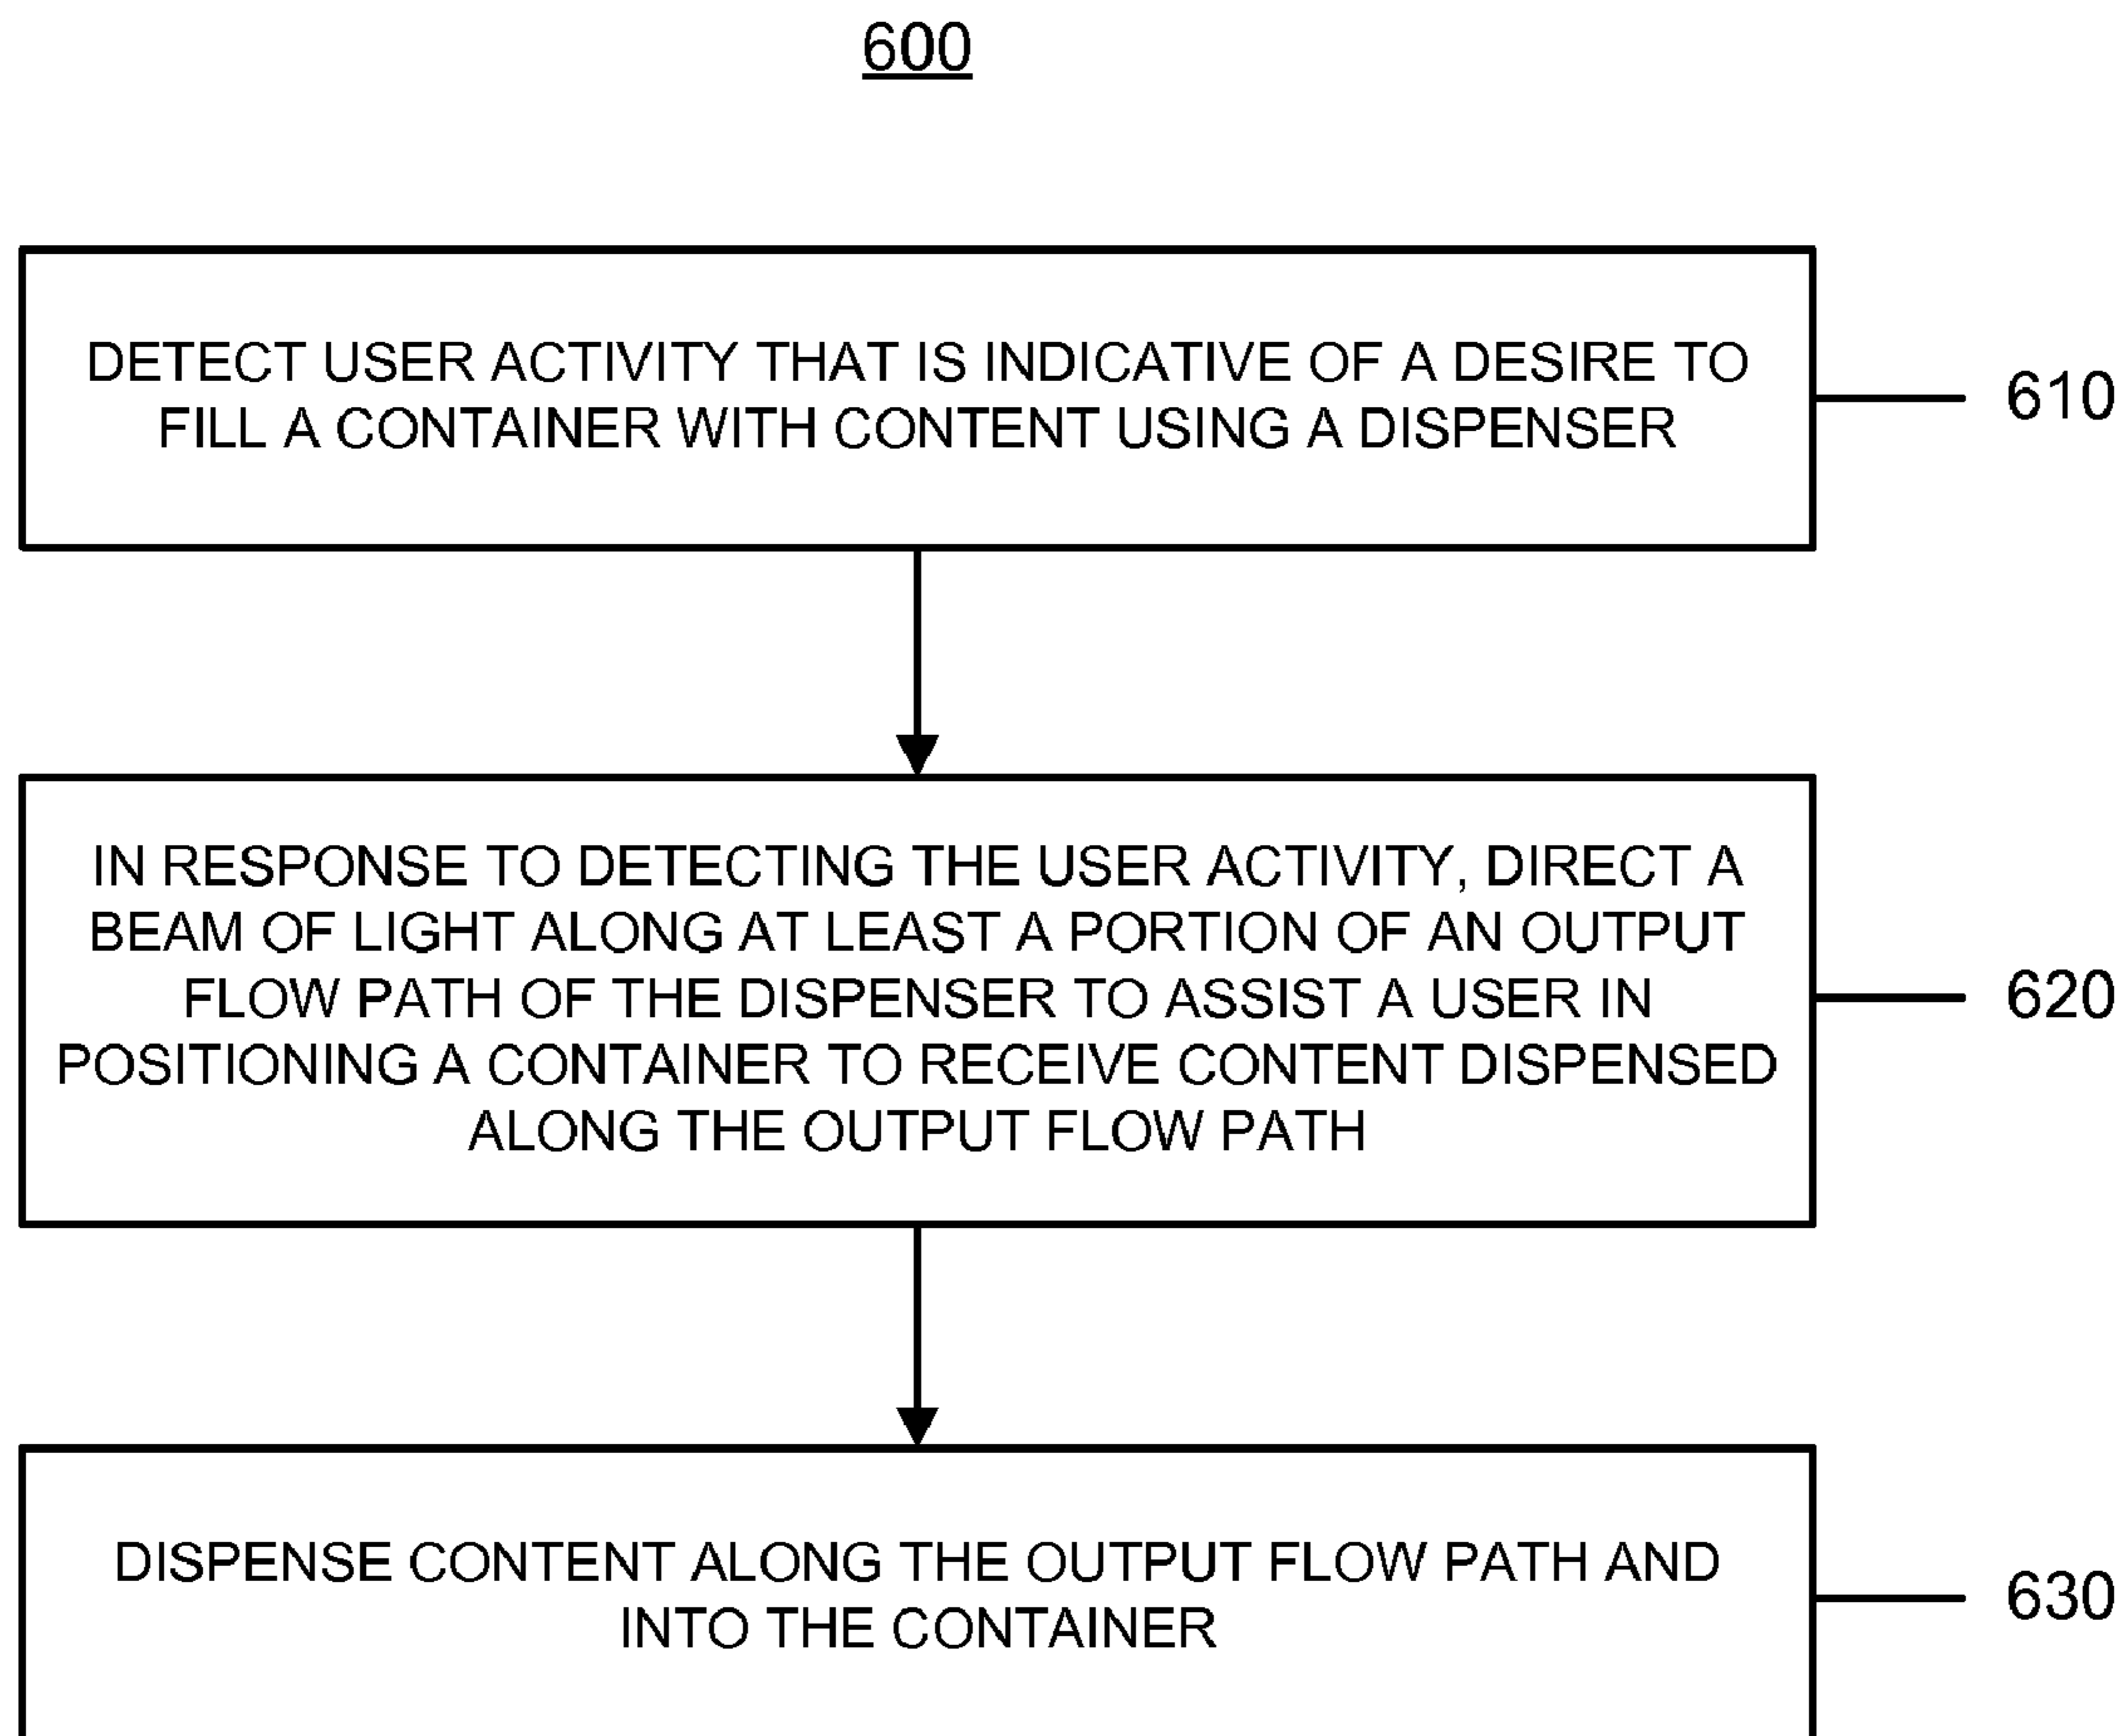 600
DETECT USER ACTIVITY THAT IS INDICATIVE OF A DESIRE TO
FILL A CONTAINER WITH CONTENT USING A DISPENSER
610
IN RESPONSE TO DETECTING THE USER ACTIVITY, DIRECT A
BEAM OF LIGHT ALONG AT LEAST A PORTION OF AN OUTPUT
FLOW PATH OF THE DISPENSER TO ASSIST A USER IN
POSITIONING A CONTAINER TO RECEIVE CONTENT DISPENSED
ALONG THE OUTPUT FLOW PATH
620
DISPENSE CONTENT ALONG THE OUTPUT FLOW PATH AND
INTO THE CONTAINER
630